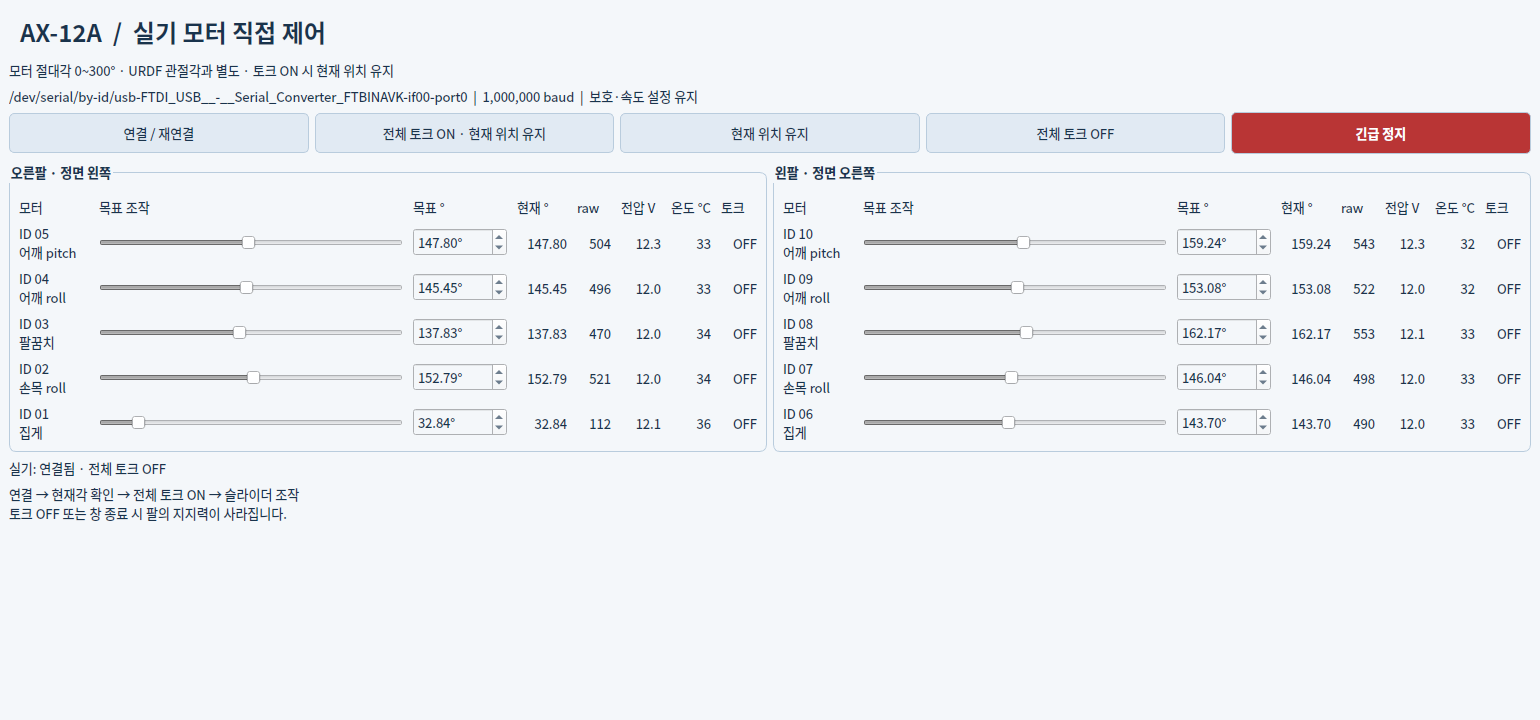 AX-12A / 실기 모터 직접 제어
모터 절대각 0~300° · URDF 관절각과 별도 · 토크 ON 시 현재 위치 유지
/dev/serial/by-id/usb-FTDI_USB__-__Serial_Converter_FTBINAVK-if00-port0 | 1,000,000 baud | 보호·속도 설정 유지
연결 / 재연결 전체 토크 ON · 현재 위치 유지 현재 위치 유지 전체 토크 OFF 긴급 정지
오른팔 · 정면 왼쪽
모터 목표 조작 목표 ° 현재 ° raw 전압 V 온도 °C 토크
ID 05
어깨 pitch 147.80° 147.80 504 12.3 33 OFF
ID 04
어깨 roll 145.45° 145.45 496 12.0 33 OFF
ID 03
팔꿈치 137.83° 137.83 470 12.0 34 OFF
ID 02
손목 roll 152.79° 152.79 521 12.0 34 OFF
ID 01
집게 32.84° 32.84 112 12.1 36 OFF
왼팔 · 정면 오른쪽
모터 목표 조작 목표 ° 현재 ° raw 전압 V 온도 °C 토크
ID 10
어깨 pitch 159.24° 159.24 543 12.3 32 OFF
ID 09
어깨 roll 153.08° 153.08 522 12.0 32 OFF
ID 08
팔꿈치 162.17° 162.17 553 12.1 33 OFF
ID 07
손목 roll 146.04° 146.04 498 12.0 33 OFF
ID 06
집게 143.70° 143.70 490 12.0 33 OFF
실기: 연결됨 · 전체 토크 OFF
연결 → 현재각 확인 → 전체 토크 ON → 슬라이더 조작
토크 OFF 또는 창 종료 시 팔의 지지력이 사라집니다.